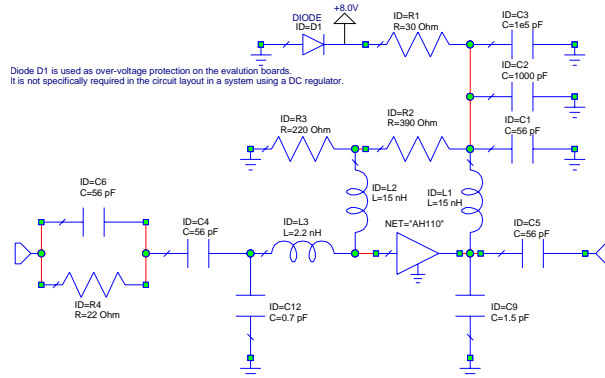 +8.0V
DIODE
ID=D1
ID=R1
R=30 Ohm
ID=C3
C=1e5 pF
Diode D1 is used as over-voltage protection on the evalution boards.
It is not specifically required in the circuit layout in a system using a DC regulator.
ID=C2
C=1000 pF
ID=R3
R=220 Ohm
ID=R2
R=390 Ohm
ID=C1
C=56 pF
ID=L2
L=15 nH
ID=L1
L=15 nH
ID=C6
C=56 pF
ID=C4
C=56 pF
ID=L3
L=2.2 nH
NET="AH110"
ID=C5
C=56 pF
ID=R4
R=22 Ohm
ID=C12
C=0.7 pF
ID=C9
C=1.5 pF